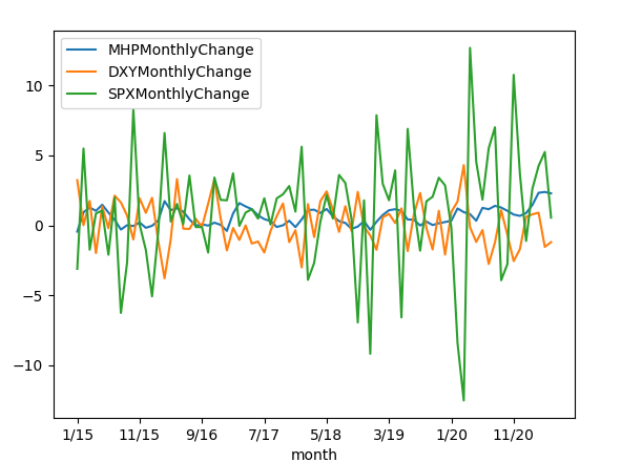 MHPMonthlyChange
DXYMonthlyChange
SPXMonthlyChange
10
5
0
−5
−10
1/15 11/15 9/16 7/17 5/18 3/19 1/20 11/20
month